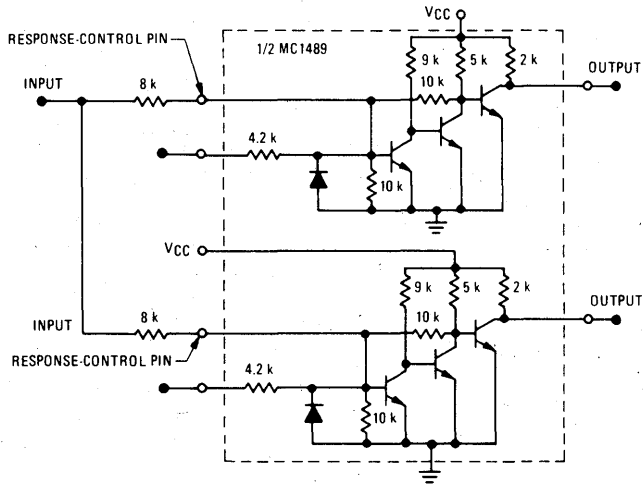 VCC
RESPONSE-CONTROL PIN
1/2 MC1489
9 k
5 k
2 k
INPUT
8 k
10 k
OUTPUT
4.2 k
10 k
VCC
9 k
5 k
2 k
INPUT
8 k
10 k
OUTPUT
RESPONSE-CONTROL PIN
4.2 k
10 k